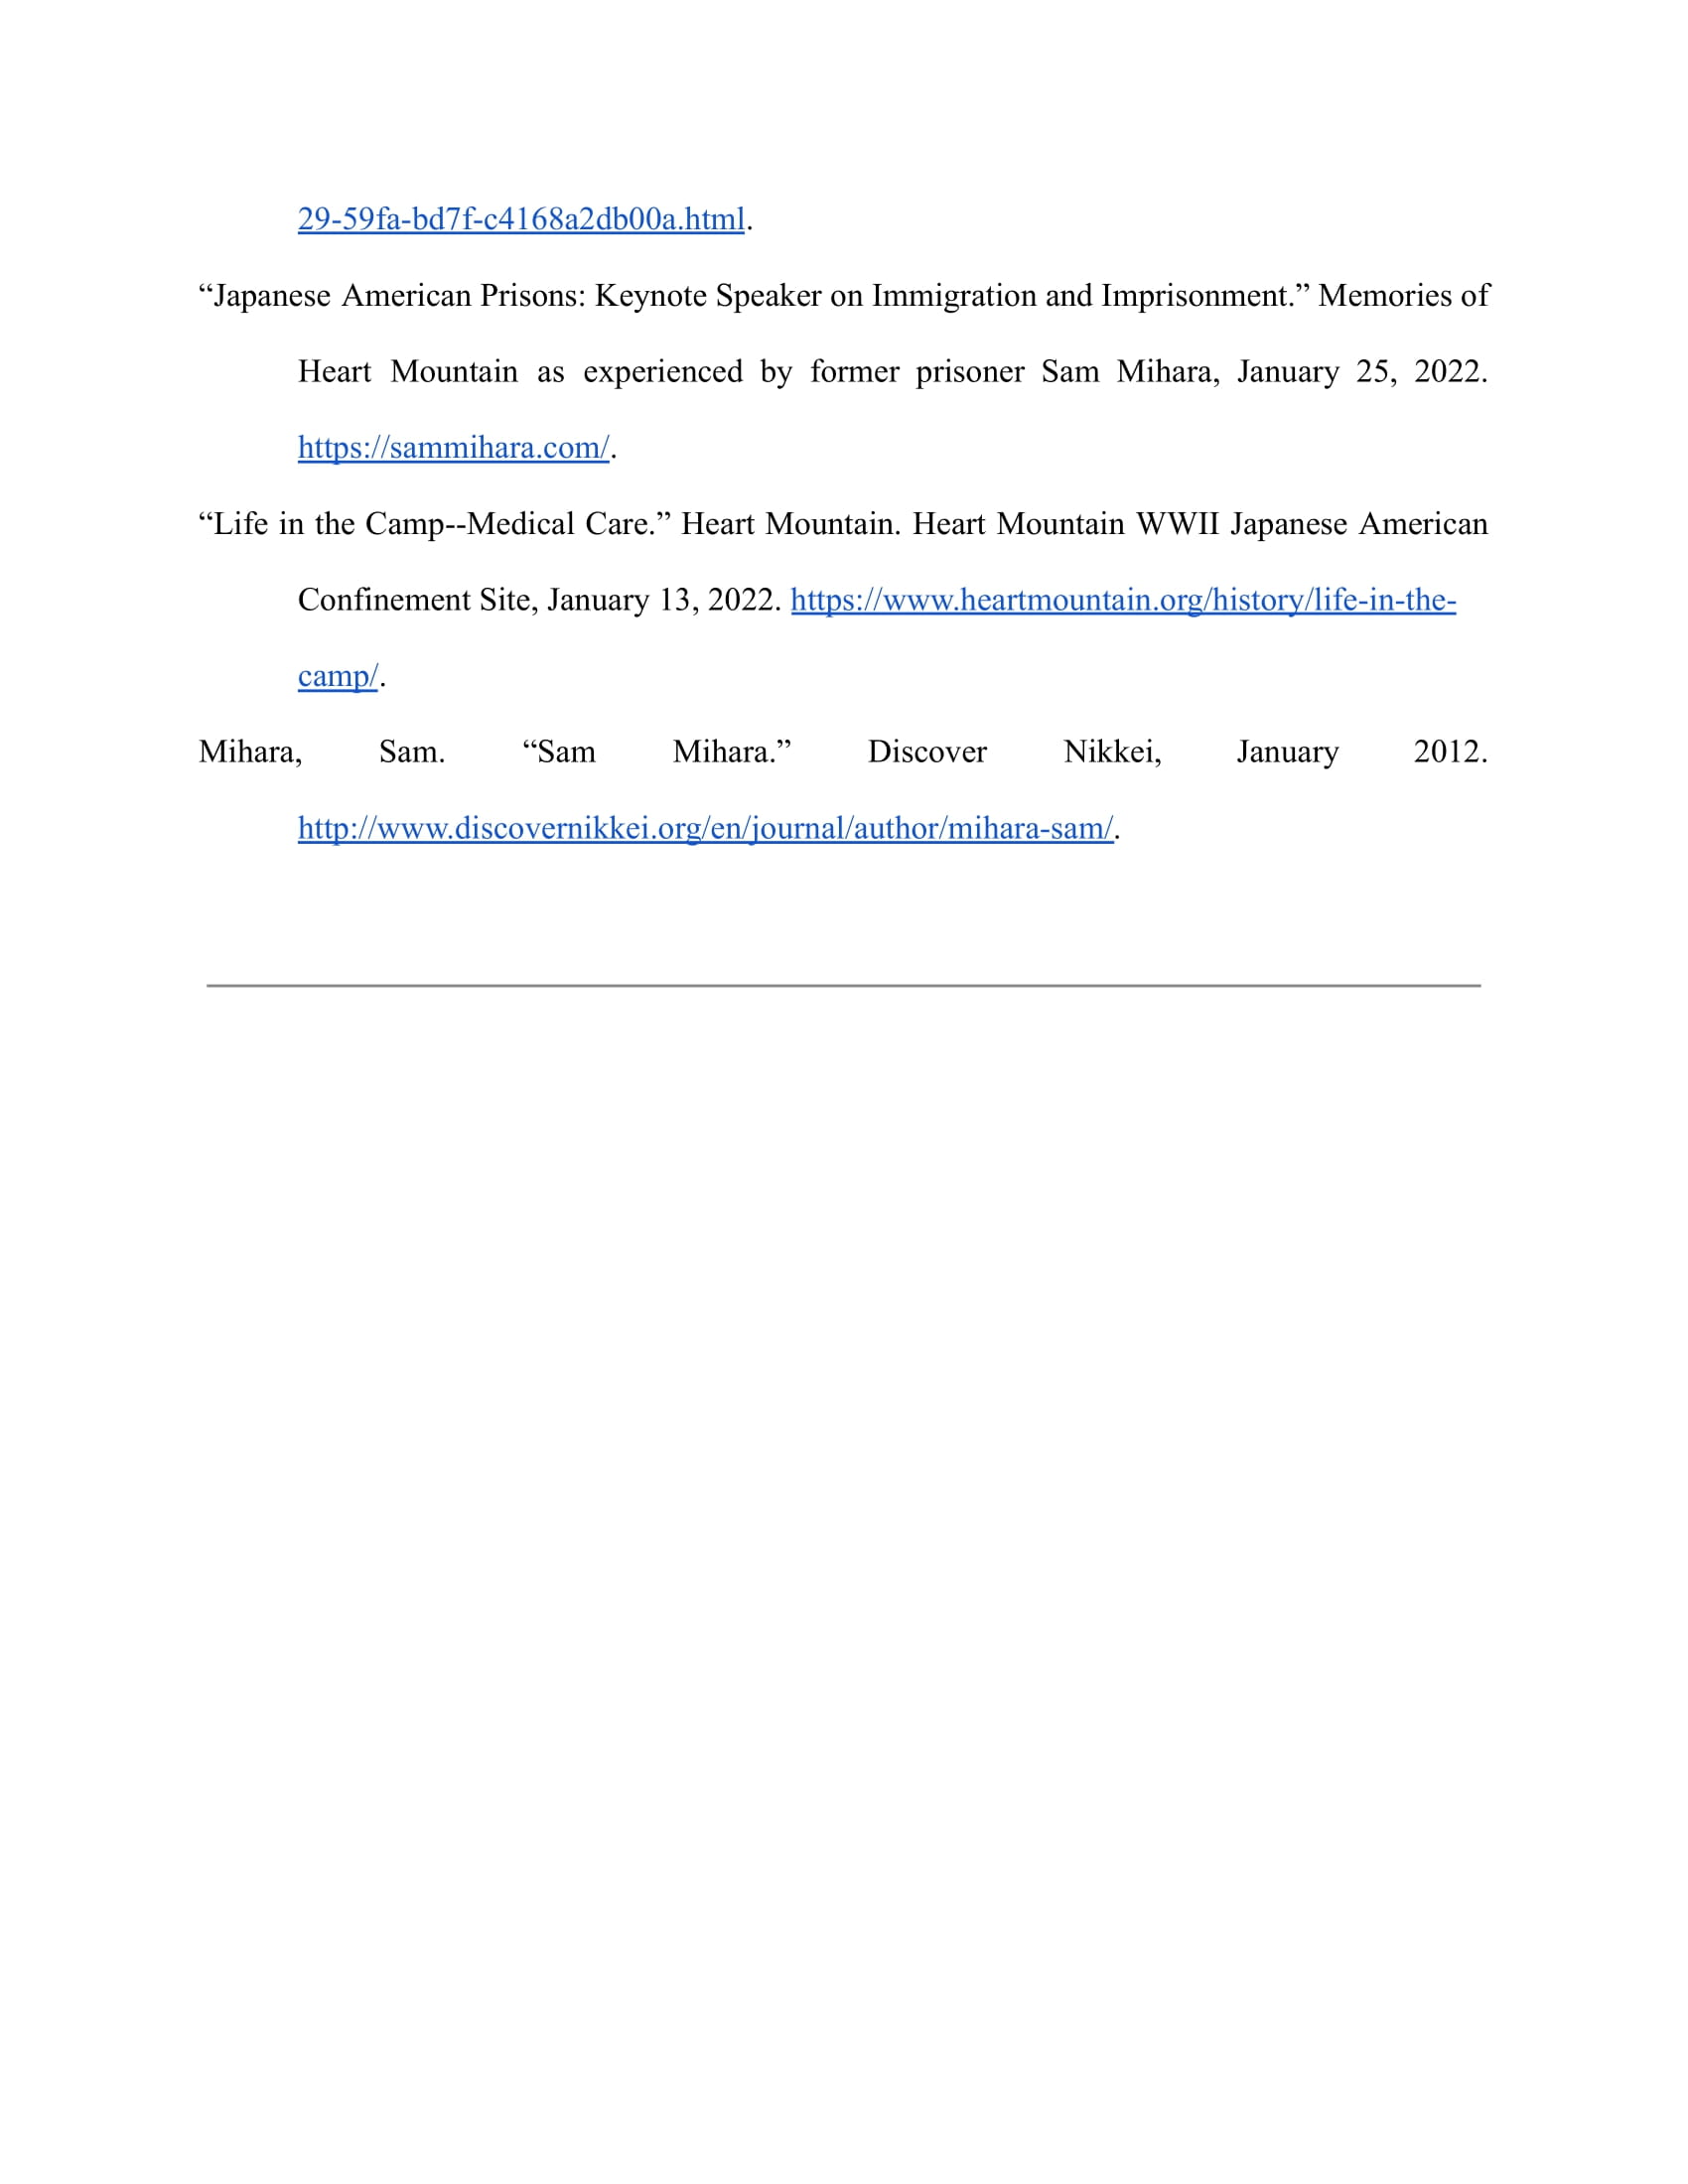 29-59fa-bd7f-c4168a2db00a.html.
“Japanese American Prisons: Keynote Speaker on Immigration and Imprisonment.” Memories of
Heart Mountain as experienced by former prisoner Sam Mihara, January 25, 2022.
https://sammihara.com/.
“Life in the Camp--Medical Care.” Heart Mountain. Heart Mountain WWII Japanese American
Confinement Site, January 13, 2022. https://www.heartmountain.org/history/life-in-the-
camp/.
Mihara, Sam. “Sam Mihara.” Discover Nikkei, January 2012.
http://www.discovernikkei.org/en/journal/author/mihara-sam/.